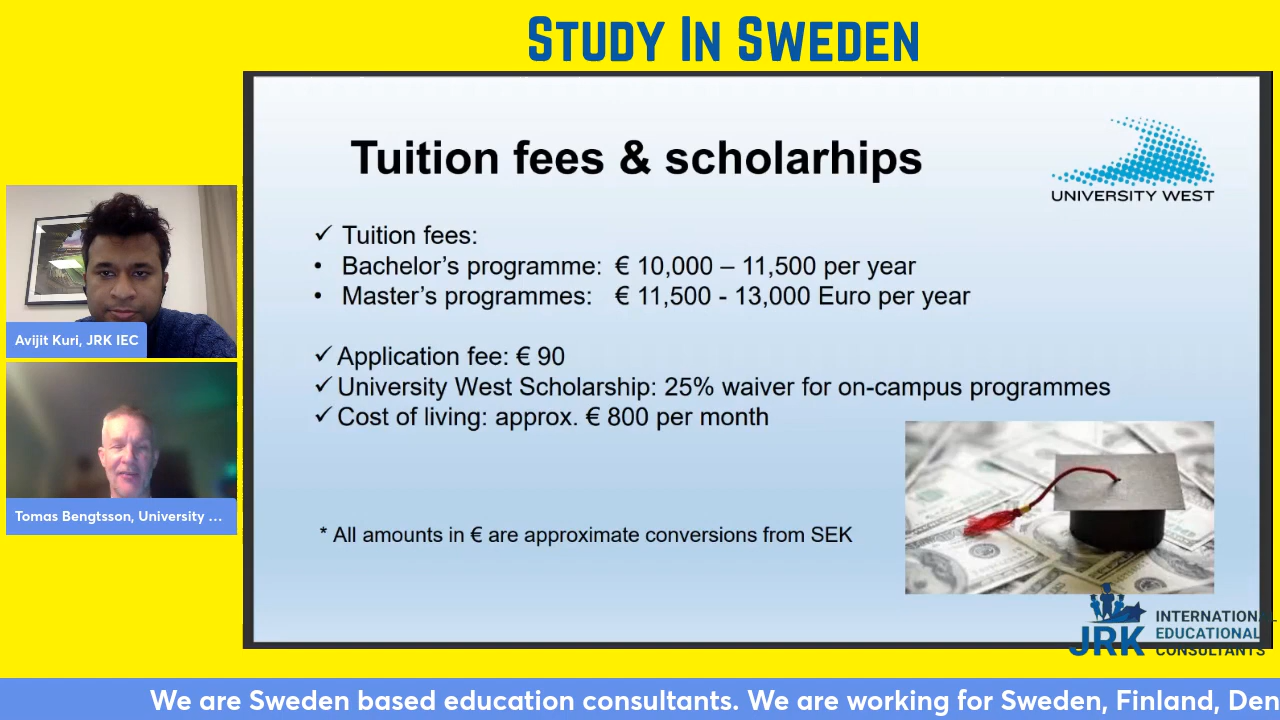 STUDY IN SWEDEN
Tuition fees & scholarhips
UNIVERSITY WEST
✓ Tuition fees:
• Bachelor's programme: € 10,000 – 11,500 per year
• Master's programmes: € 11,500 - 13,000 Euro per year
✓ Application fee: € 90
✓ University West Scholarship: 25% waiver for on-campus programmes
✓ Cost of living: approx. € 800 per month
* All amounts in € are approximate conversions from SEK
Avijit Kuri, JRK IEC
Tomas Bengtsson, University ...
JRK
INTERNATIONAL
EDUCATIONAL
CONSULTANTS
We are Sweden based education consultants. We are working for Sweden, Finland, Den